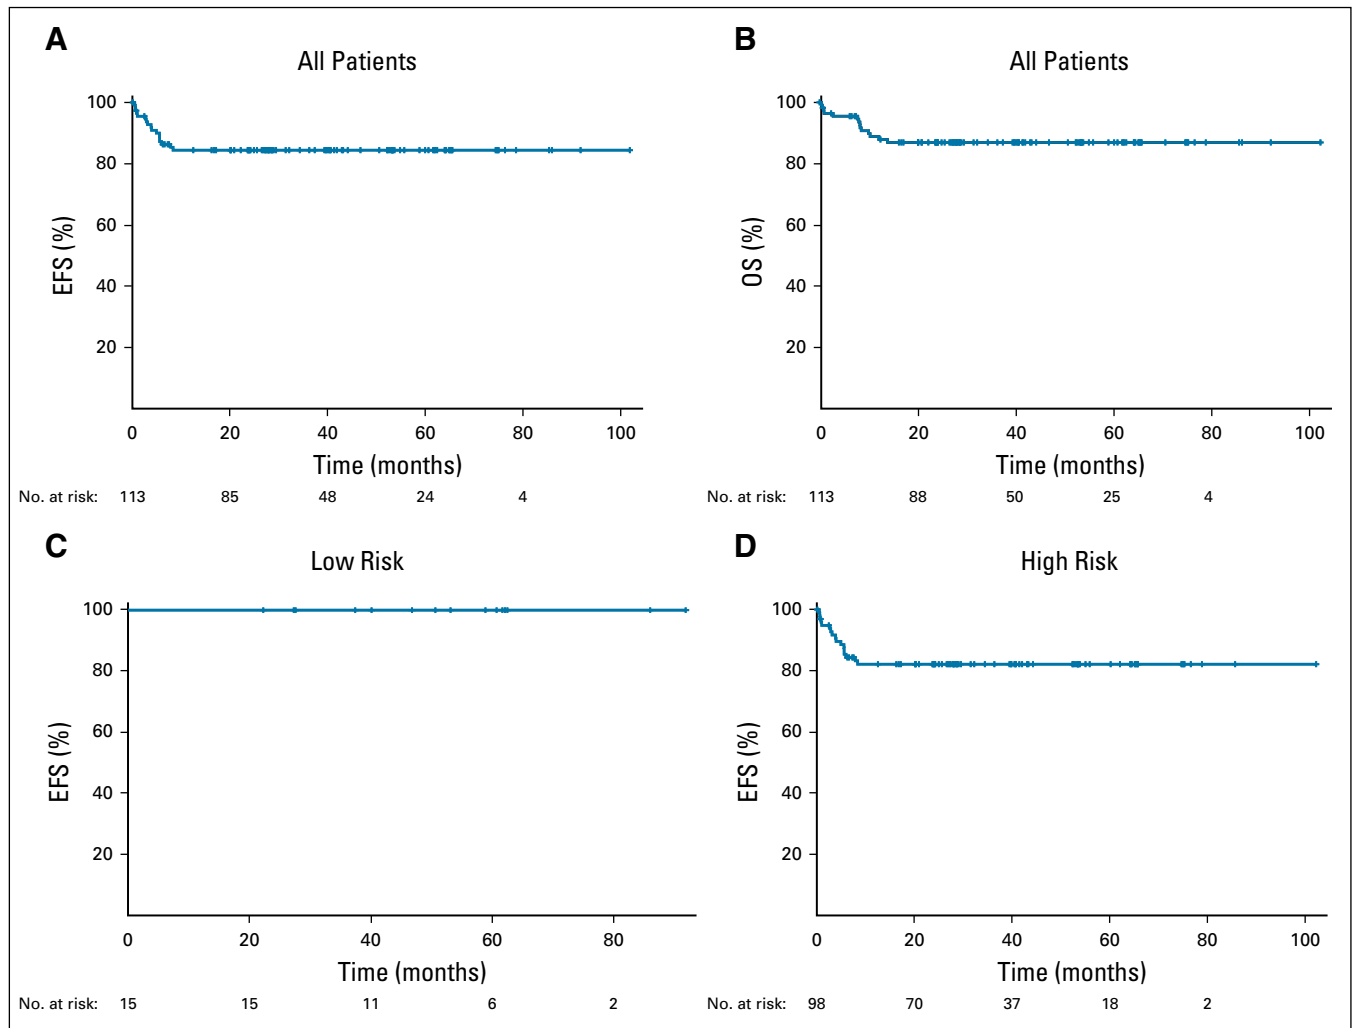 A
All Patients
100
80
60
40
20
EFS (%)
0 20 40 60 80 100
Time (months)
No. at risk: 113 85 48 24 4
B
All Patients
100
80
60
40
20
OS (%)
0 20 40 60 80 100
Time (months)
No. at risk: 113 88 50 25 4
C
Low Risk
100
80
60
40
20
EFS (%)
0 20 40 60 80
Time (months)
No. at risk: 15 15 11 6 2
D
High Risk
100
80
60
40
20
EFS (%)
0 20 40 60 80 100
Time (months)
No. at risk: 98 70 37 18 2